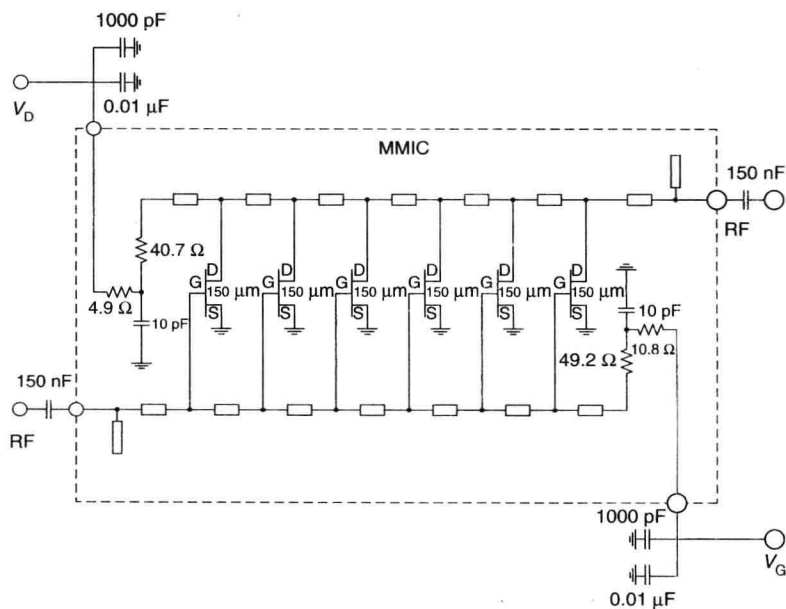 1000 pF
V_D
0.01 µF
MMIC
150 nF
RF
40.7 Ω
4.9 Ω
10 pF
G D 150 µm S
G D 150 µm S
G D 150 µm S
G D 150 µm S
G D 150 µm S
G D 150 µm S
10 pF
10.8 Ω
49.2 Ω
150 nF
RF
1000 pF
V_G
0.01 µF